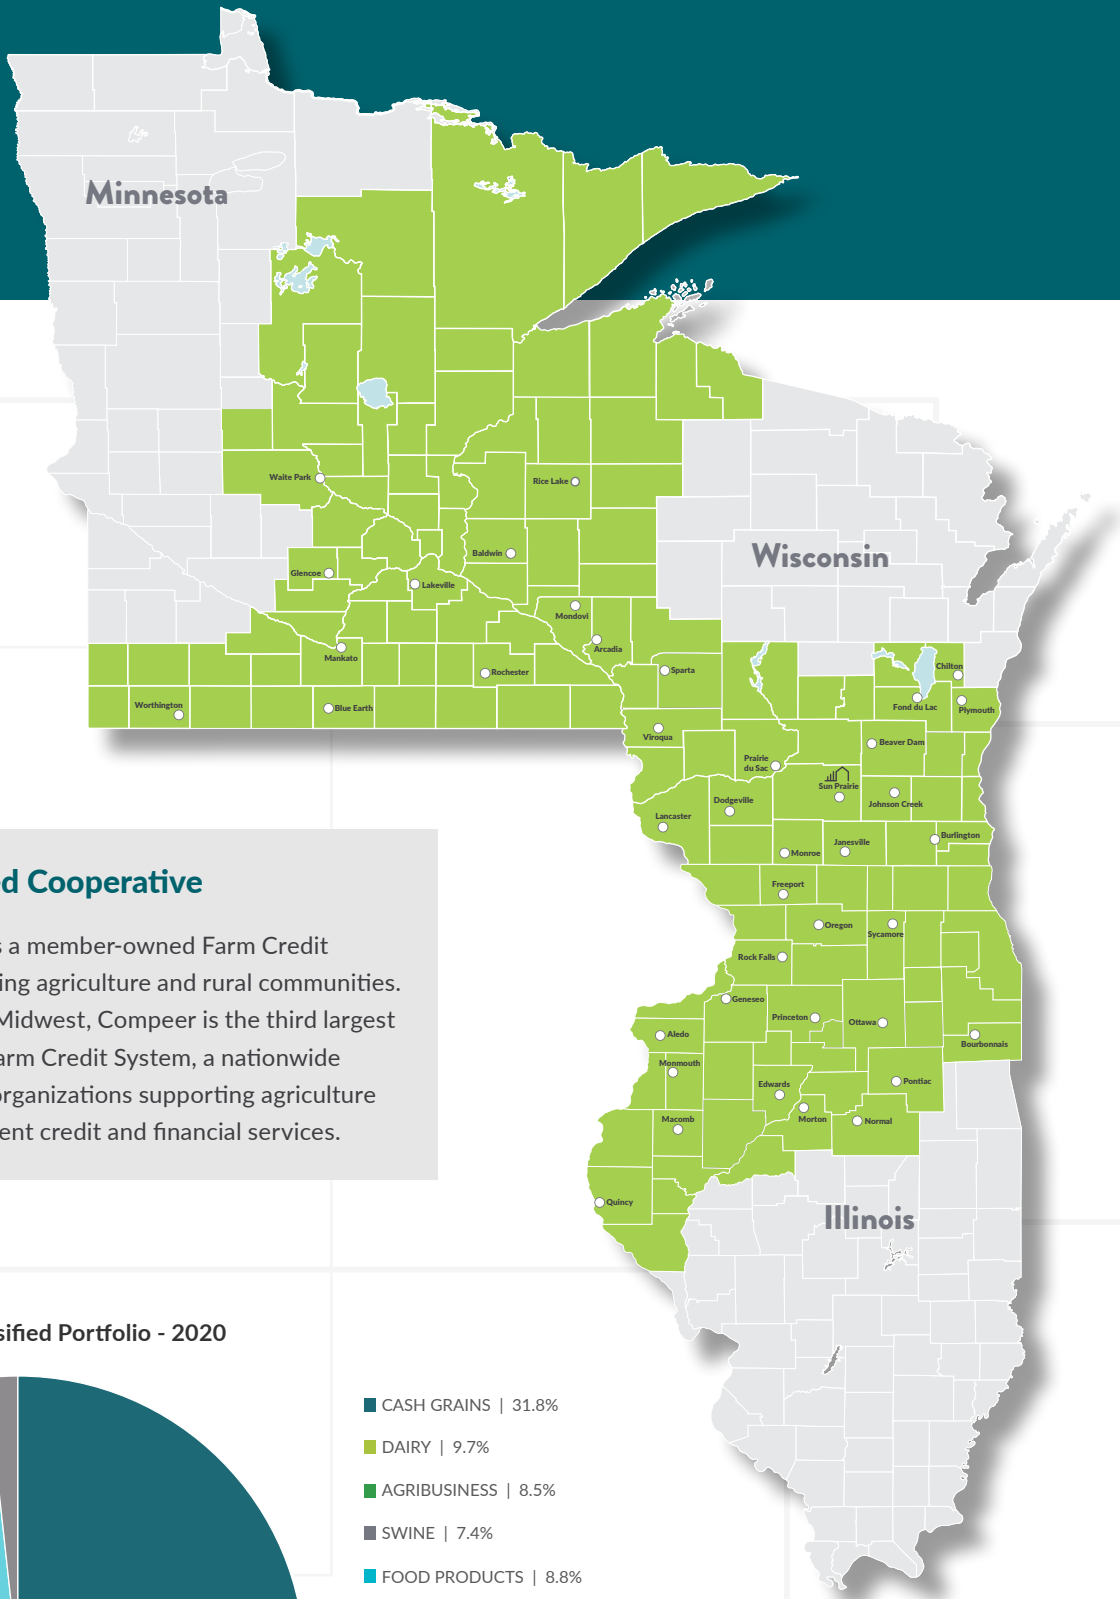 Minnesota
Waite Park
Rice Lake
Wisconsin
Baldwin
Glencoe
Lakeville
Mondovi
Arcadia
Mankato
Rochester
Sparta
Chilton
Worthington
Blue Earth
Fond du Lac
Plymouth
Viroqua
Beaver Dam
Prairie
du Sac
Sun Prairie
Dodgeville
Johnson Creek
Lancaster
Janesville
Burlington
Monroe
Freeport
Oregon
Sycamore
Rock Falls
Geneseo
Princeton
Ottawa
Aledo
Bourbonnais
Monmouth
Edwards
Pontiac
Macomb
Morton
Normal
Quincy
Illinois
d Cooperative
s a member-owned Farm Credit
ing agriculture and rural communities.
Midwest, Compeer is the third largest
arm Credit System, a nationwide
organizations supporting agriculture
ent credit and financial services.
sified Portfolio - 2020
CASH GRAINS | 31.8%
DAIRY | 9.7%
AGRIBUSINESS | 8.5%
SWINE | 7.4%
FOOD PRODUCTS | 8.8%